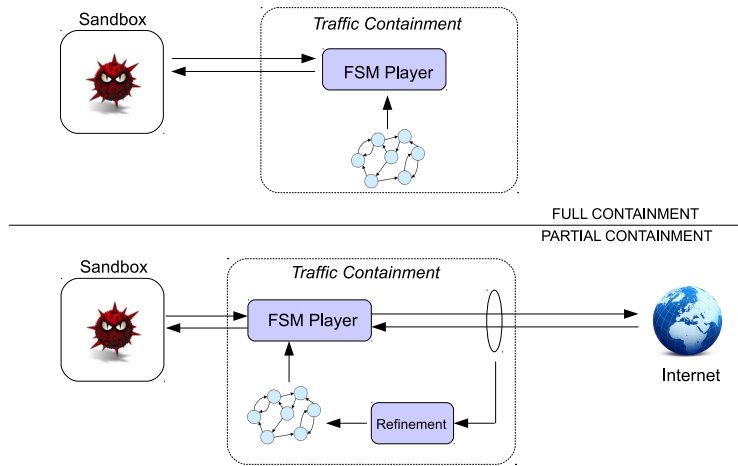 Sandbox
Traffic Containment
FSM Player
FULL CONTAINMENT
PARTIAL CONTAINMENT
Sandbox
Traffic Containment
FSM Player
Internet
Refinement